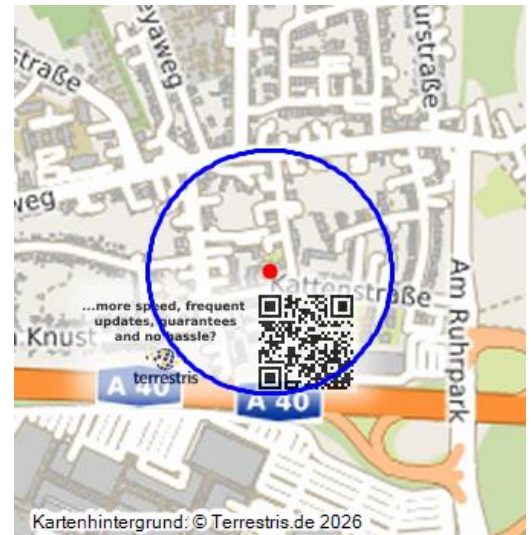 eyaweg
straße
urstraße
weg
Kattenstraße
Am Ruhrpark
...more speed, frequent
updates, guarantees
and no hassle?
Knust
terrestris
A 40
A 40
Kartenhintergrund: © Terrestris.de 2026